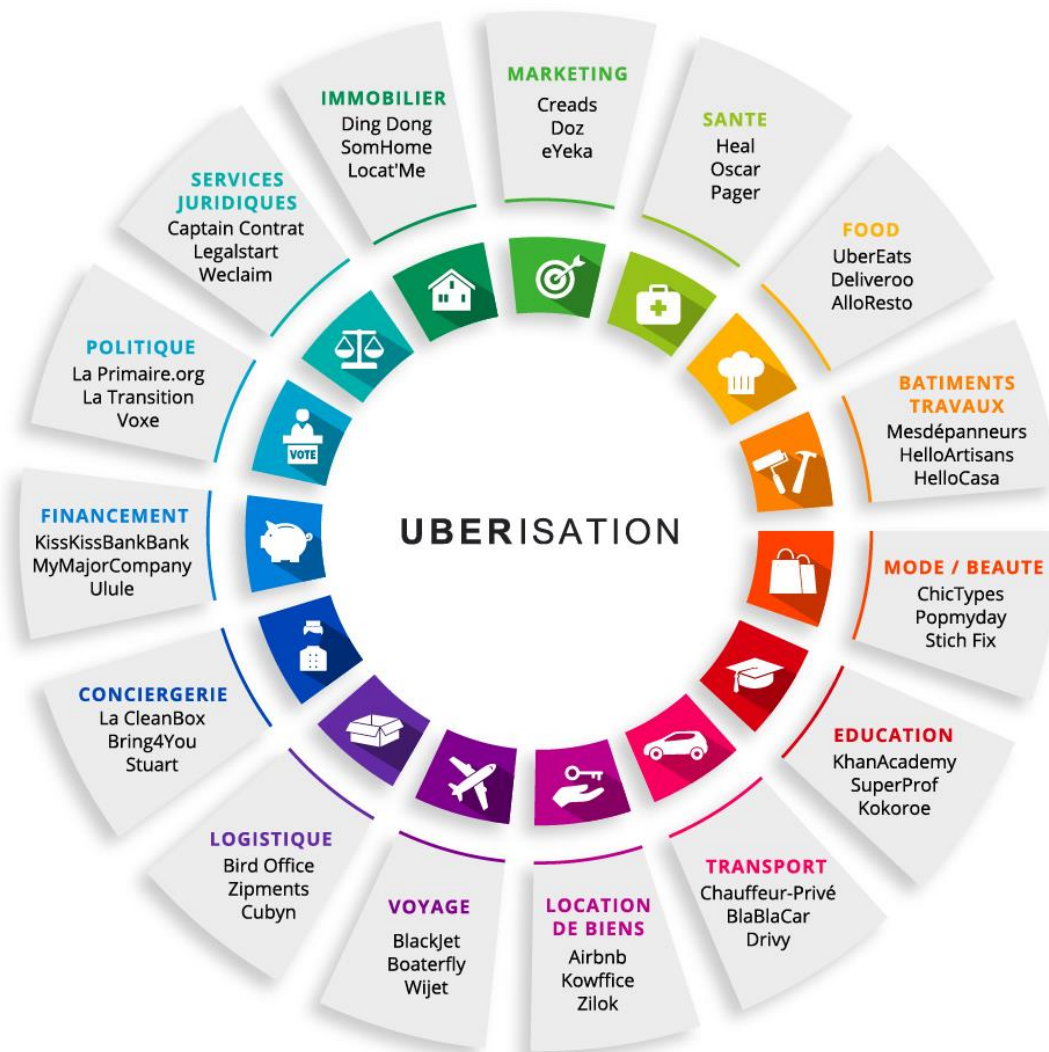 MARKETING
Creads
Doz
eYeka
SANTE
Heal
Oscar
Pager
FOOD
UberEats
Deliveroo
AlloResto
BATIMENTS
TRAVAUX
Mesdépanneurs
HelloArtisans
HelloCasa
MODE / BEAUTE
ChicTypes
Popmyday
Stich Fix
EDUCATION
KhanAcademy
SuperProf
Kokoroe
TRANSPORT
Chauffeur-Privé
BlaBlaCar
Drivy
LOCATION
DE BIENS
Airbnb
Kowffice
Zilok
VOYAGE
BlackJet
Boaterfly
Wijet
LOGISTIQUE
Bird Office
Zipments
Cubyn
CONCIERGERIE
La CleanBox
Bring4You
Stuart
FINANCEMENT
KissKissBankBank
MyMajorCompany
Ulule
POLITIQUE
La Primaire.org
La Transition
Voxe
SERVICES
JURIDIQUES
Captain Contrat
Legalstart
Weclaim
IMMOBILIER
Ding Dong
SomHome
Locat'Me
VOTE
UBERISATION